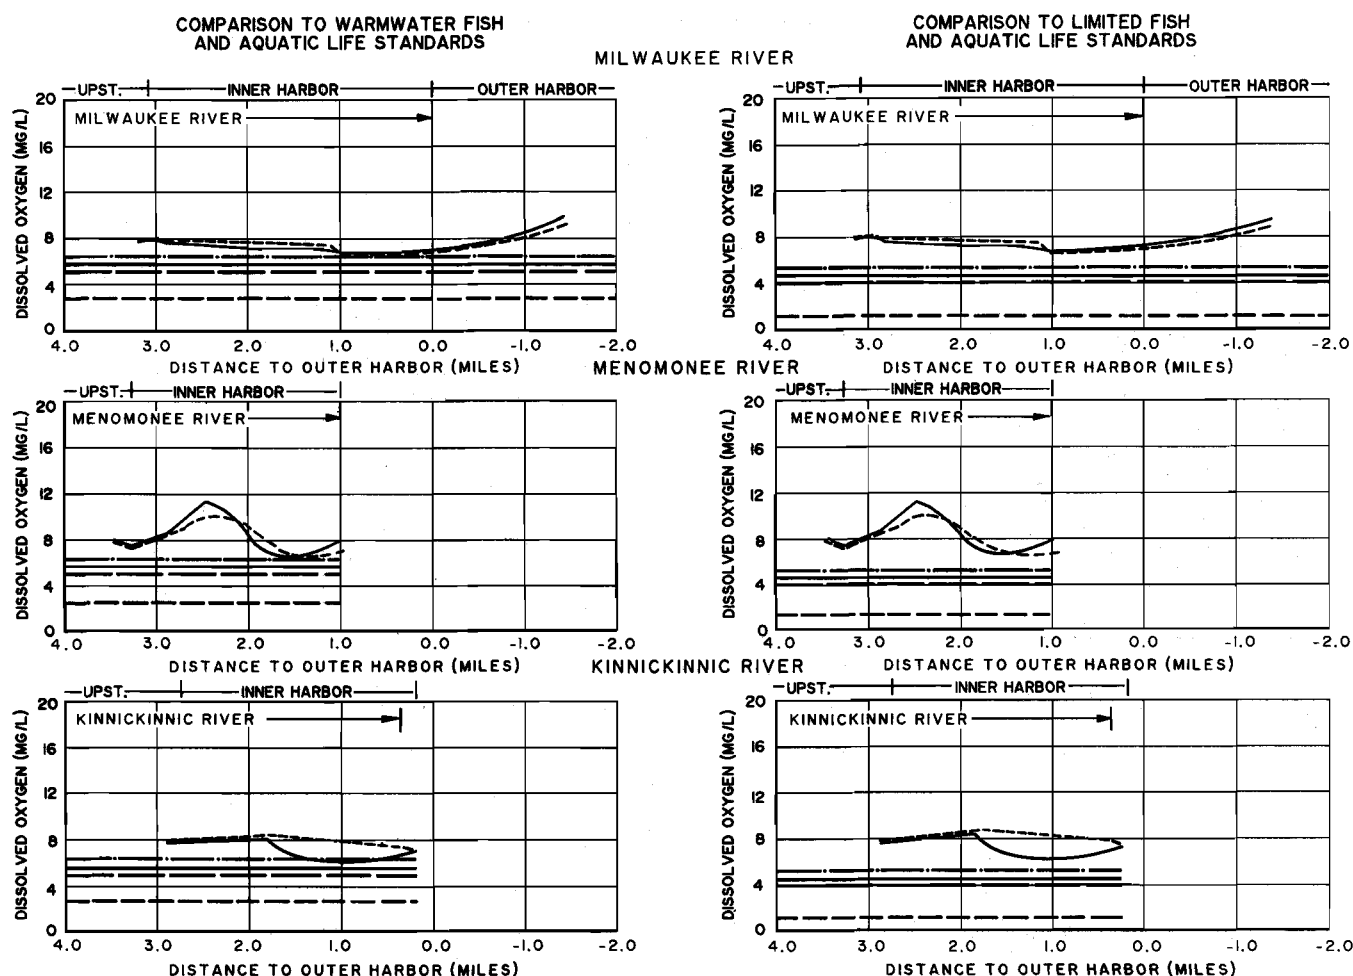 COMPARISON TO WARMWATER FISH
AND AQUATIC LIFE STANDARDS
COMPARISON TO LIMITED FISH
AND AQUATIC LIFE STANDARDS
MILWAUKEE RIVER
UPST. INNER HARBOR OUTER HARBOR
MILWAUKEE RIVER
DISSOLVED OXYGEN (MG/L)
20
16
12
8
4
0
4.0 3.0 2.0 1.0 0.0 -1.0 -2.0
DISTANCE TO OUTER HARBOR (MILES)
UPST. INNER HARBOR OUTER HARBOR
MILWAUKEE RIVER
DISSOLVED OXYGEN (MG/L)
20
16
12
8
4
0
4.0 3.0 2.0 1.0 0.0 -1.0 -2.0
DISTANCE TO OUTER HARBOR (MILES)
MENOMONEE RIVER
UPST. INNER HARBOR
MENOMONEE RIVER
DISSOLVED OXYGEN (MG/L)
20
16
12
8
4
0
4.0 3.0 2.0 1.0 0.0 -1.0 -2.0
DISTANCE TO OUTER HARBOR (MILES)
UPST. INNER HARBOR
MENOMONEE RIVER
DISSOLVED OXYGEN (MG/L)
20
16
12
8
4
0
4.0 3.0 2.0 1.0 0.0 -1.0 -2.0
DISTANCE TO OUTER HARBOR (MILES)
KINNICKINNIC RIVER
UPST. INNER HARBOR
KINNICKINNIC RIVER
DISSOLVED OXYGEN (MG/L)
20
16
12
8
4
0
4.0 3.0 2.0 1.0 0.0 -1.0 -2.0
DISTANCE TO OUTER HARBOR (MILES)
UPST. INNER HARBOR
KINNICKINNIC RIVER
DISSOLVED OXYGEN (MG/L)
20
16
12
8
4
0
4.0 3.0 2.0 1.0 0.0 -1.0 -2.0
DISTANCE TO OUTER HARBOR (MILES)